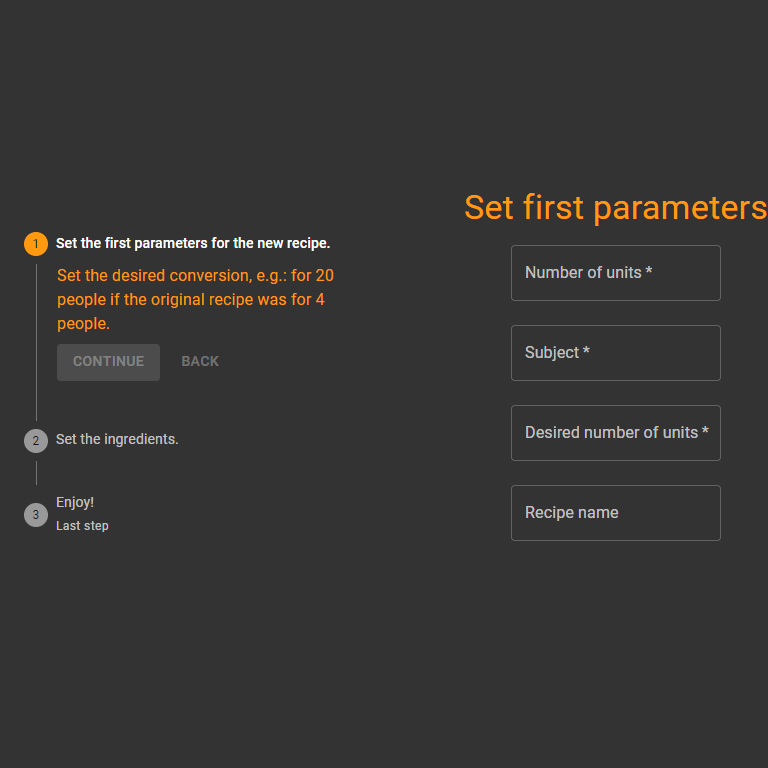 Set first parameters
1
Set the first parameters for the new recipe.
Set the desired conversion, e.g.: for 20
people if the original recipe was for 4
people.
CONTINUE BACK
2
Set the ingredients.
3
Enjoy!
Last step
Number of units *
Subject *
Desired number of units *
Recipe name